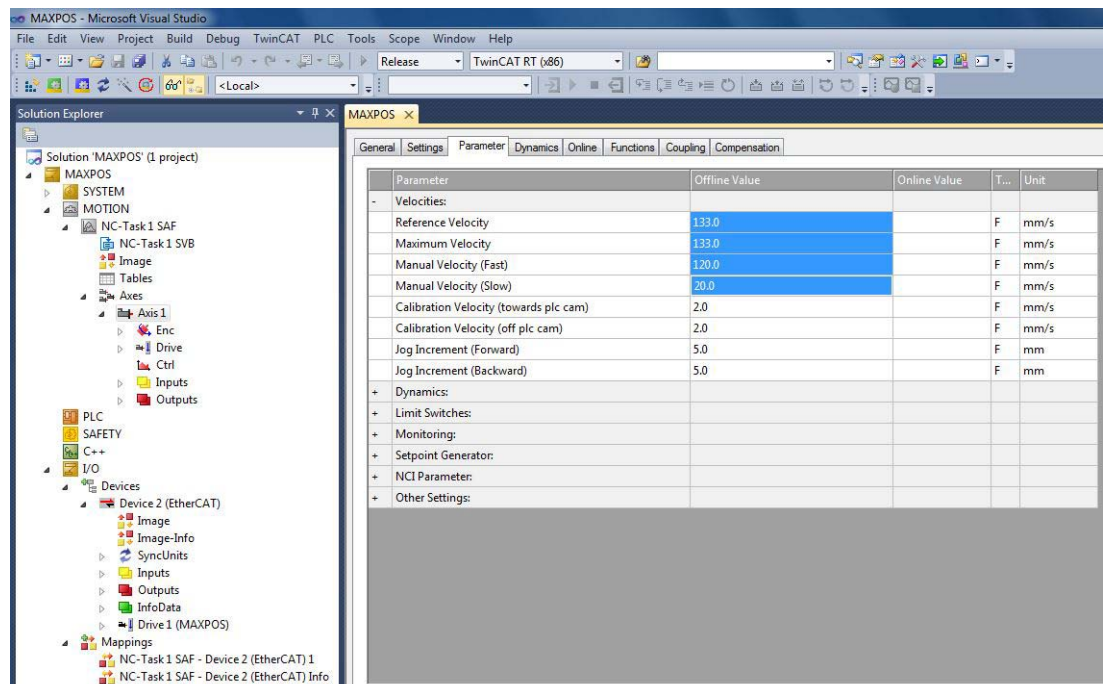 MAXPOS - Microsoft Visual Studio
File Edit View Project Build Debug TwinCAT PLC Tools Scope Window Help
Release TwinCAT RT (x86)
<Local>
Solution Explorer
MAXPOS
General Settings Parameter Dynamics Online Functions Coupling Compensation
Solution 'MAXPOS' (1 project)
MAXPOS
SYSTEM
MOTION
NC-Task 1 SAF
NC-Task 1 SVB
Image
Tables
Axes
Axis 1
Enc
Drive
Ctrl
Inputs
Outputs
PLC
SAFETY
C++
I/O
Devices
Device 2 (EtherCAT)
Image
Image-Info
SyncUnits
Inputs
Outputs
InfoData
Drive 1 (MAXPOS)
Mappings
NC-Task 1 SAF - Device 2 (EtherCAT) 1
NC-Task 1 SAF - Device 2 (EtherCAT) Info
Parameter Offline Value Online Value T... Unit
- Velocities:
Reference Velocity 133.0 F mm/s
Maximum Velocity 133.0 F mm/s
Manual Velocity (Fast) 120.0 F mm/s
Manual Velocity (Slow) 20.0 F mm/s
Calibration Velocity (towards plc cam) 2.0 F mm/s
Calibration Velocity (off plc cam) 2.0 F mm/s
Jog Increment (Forward) 5.0 F mm
Jog Increment (Backward) 5.0 F mm
+ Dynamics:
+ Limit Switches:
+ Monitoring:
+ Setpoint Generator:
+ NCI Parameter:
+ Other Settings: